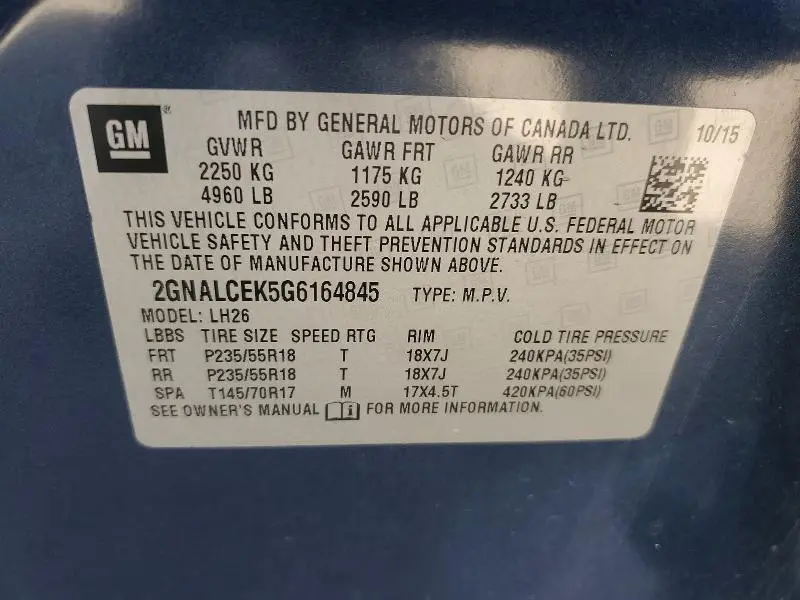 GM
MFD BY GENERAL MOTORS OF CANADA LTD. 10/15
GVWR GAWR FRT GAWR RR
2250 KG 1175 KG 1240 KG
4960 LB 2590 LB 2733 LB
THIS VEHICLE CONFORMS TO ALL APPLICABLE U.S. FEDERAL MOTOR
VEHICLE SAFETY AND THEFT PREVENTION STANDARDS IN EFFECT ON
THE DATE OF MANUFACTURE SHOWN ABOVE.
2GNALCEK5G6164845 TYPE: M.P.V.
MODEL: LH26
LBBS TIRE SIZE SPEED RTG RIM COLD TIRE PRESSURE
FRT P235/55R18 T 18X7J 240KPA(35PSI)
RR P235/55R18 T 18X7J 240KPA(35PSI)
SPA T145/70R17 M 17X4.5T 420KPA(60PSI)
SEE OWNER'S MANUAL FOR MORE INFORMATION.